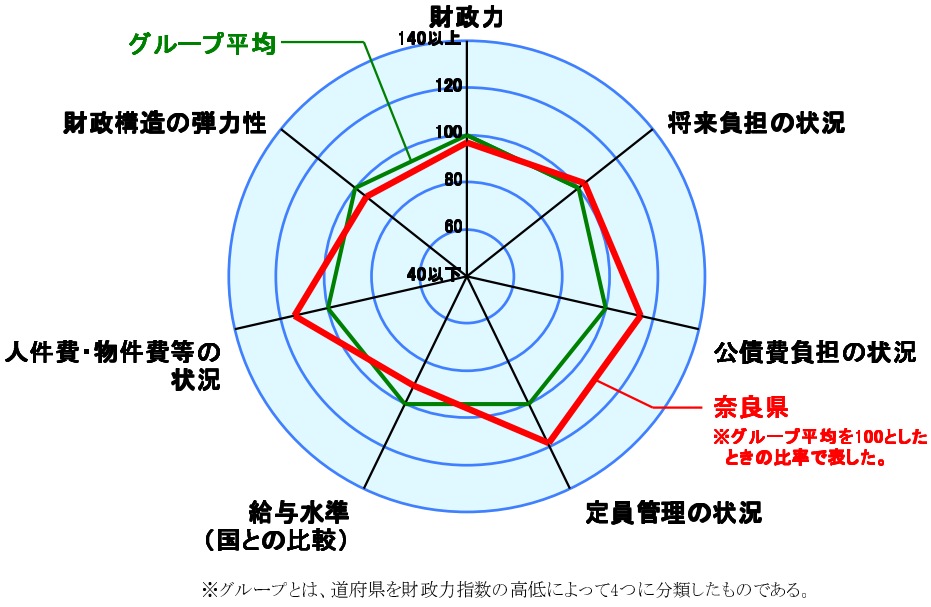 財政力
140以上
グループ平均
120
財政構造の弾力性
将来負担の状況
100
80
60
40以下
人件費・物件費等の
状況
公債費負担の状況
奈良県
※グループ平均を100とした
ときの比率で表した。
給与水準
（国との比較）
定員管理の状況
※グループとは、道府県を財政力指数の高低によって4つに分類したものである。